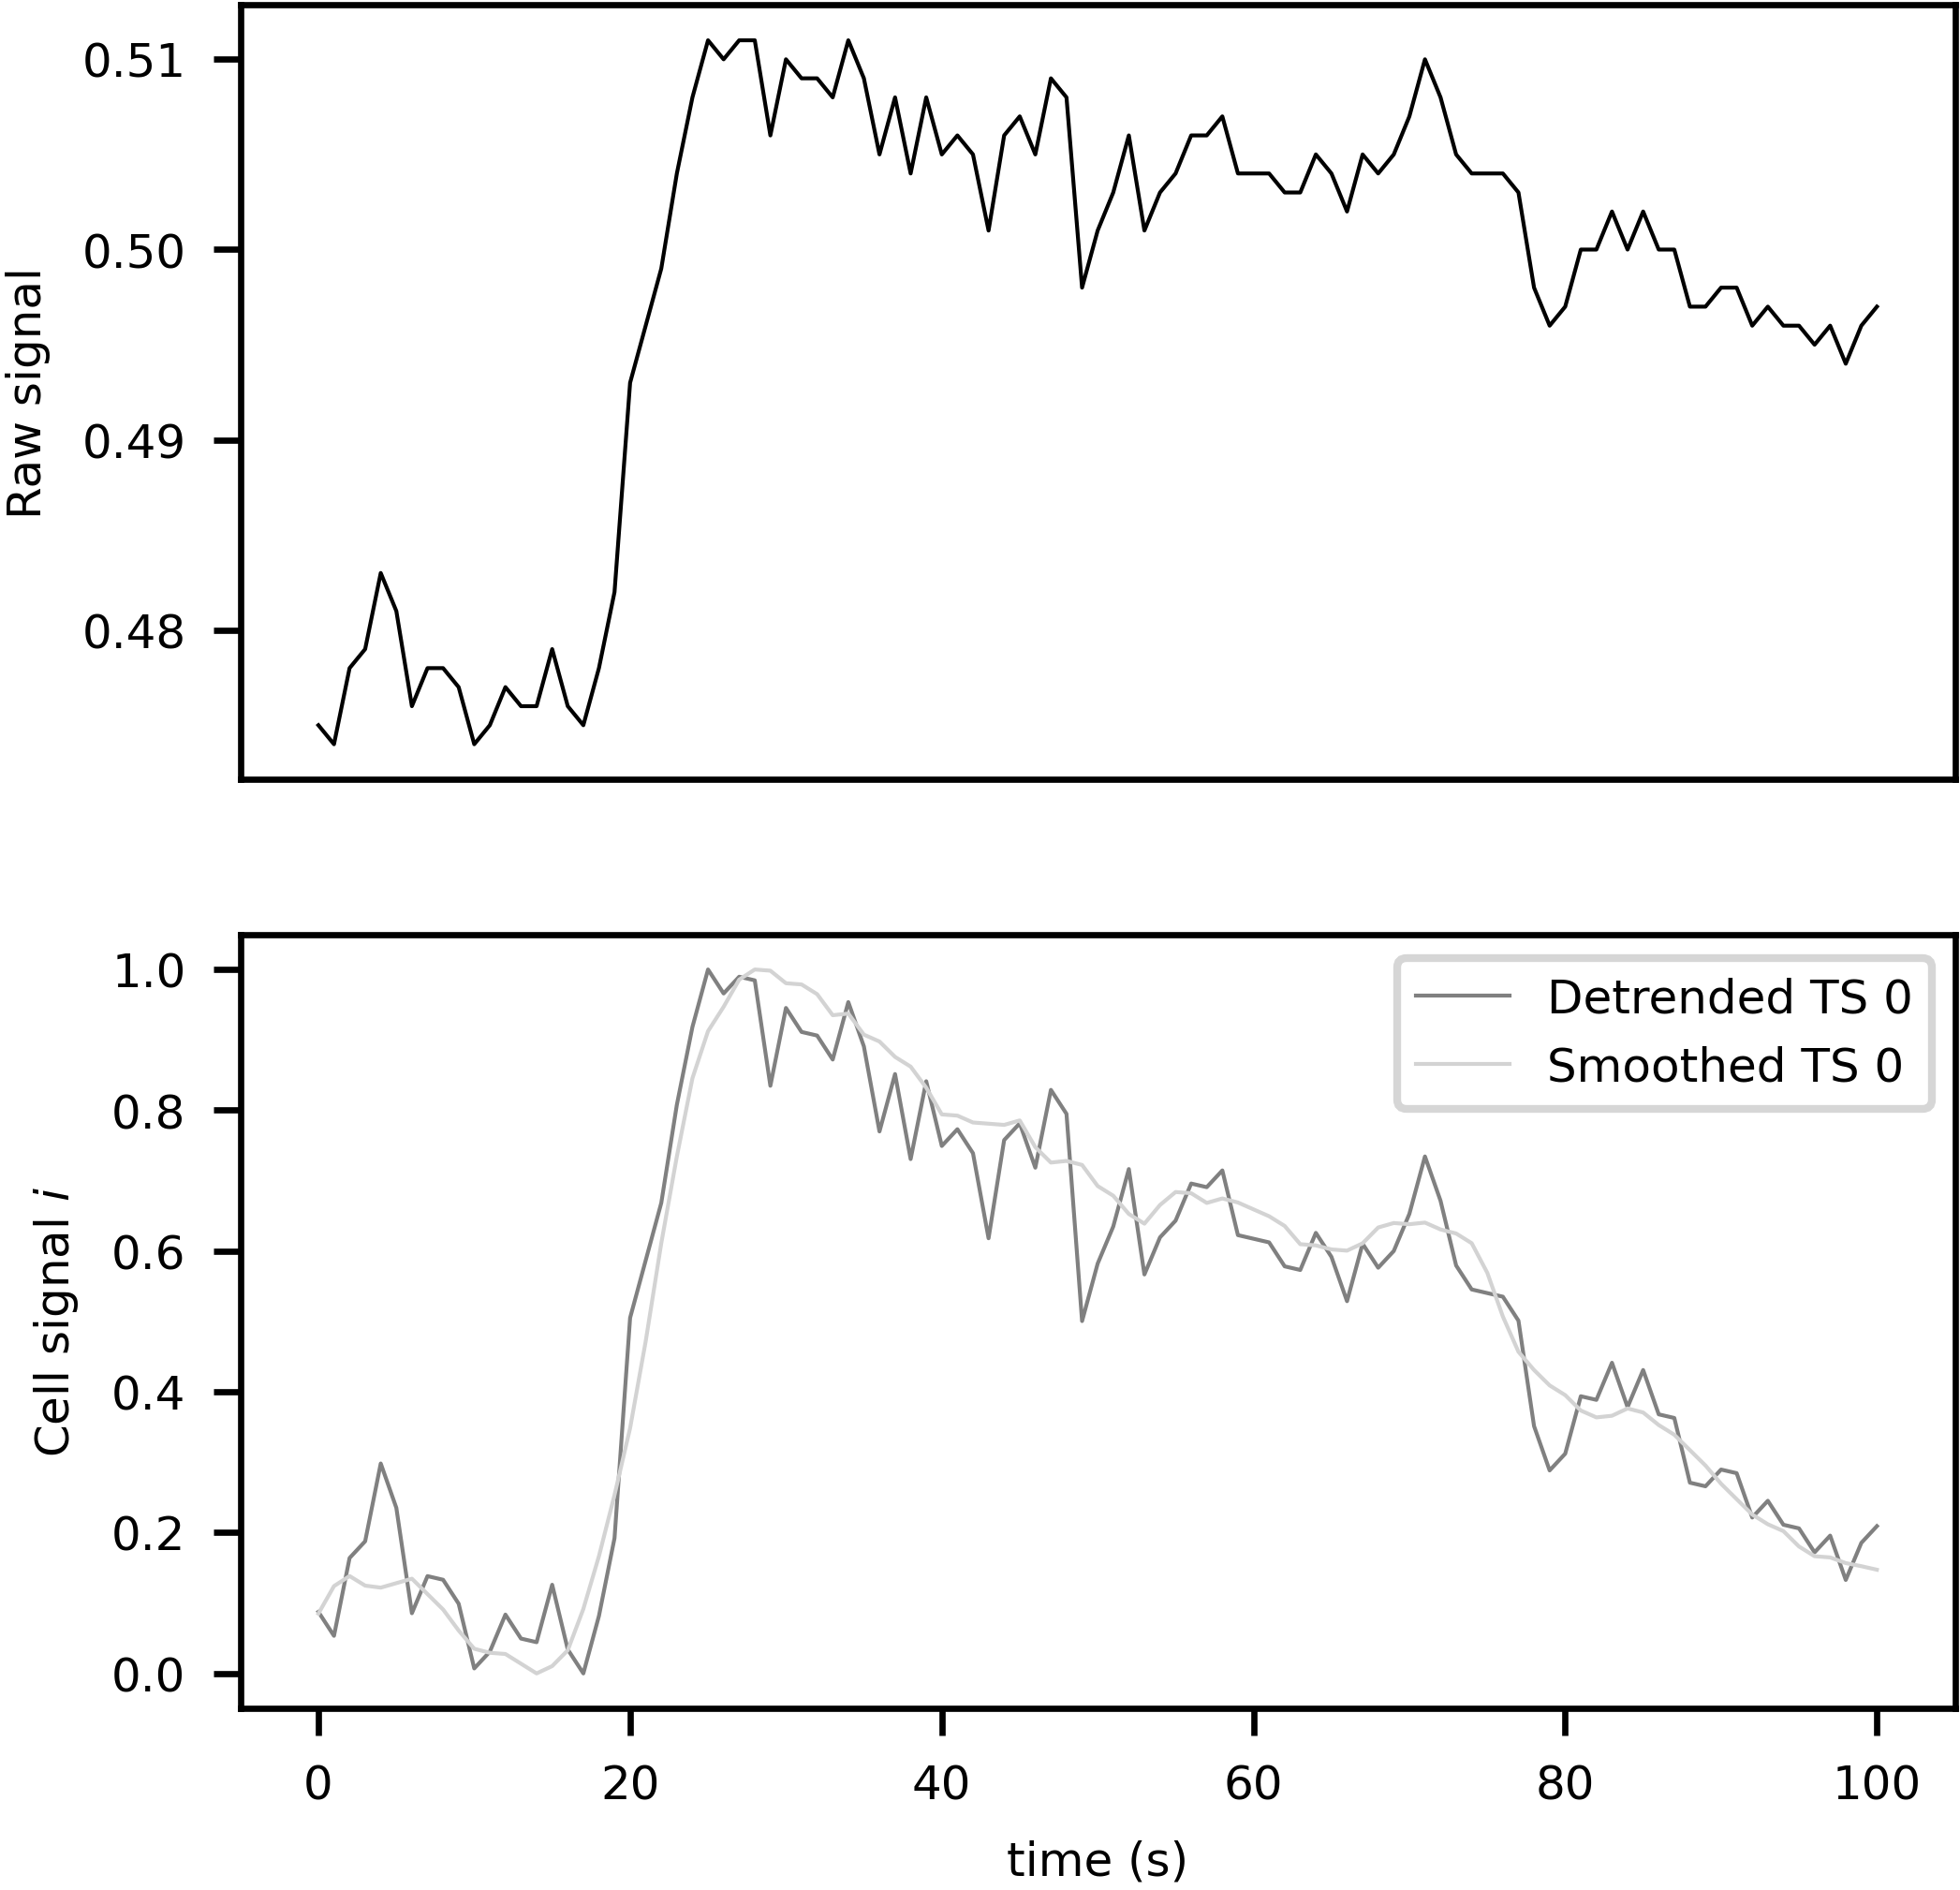 Raw signal
0.51
0.50
0.49
0.48
Cell signal i
1.0
0.8
0.6
0.4
0.2
0.0
Detrended TS 0
Smoothed TS 0
0 20 40 60 80 100
time (s)